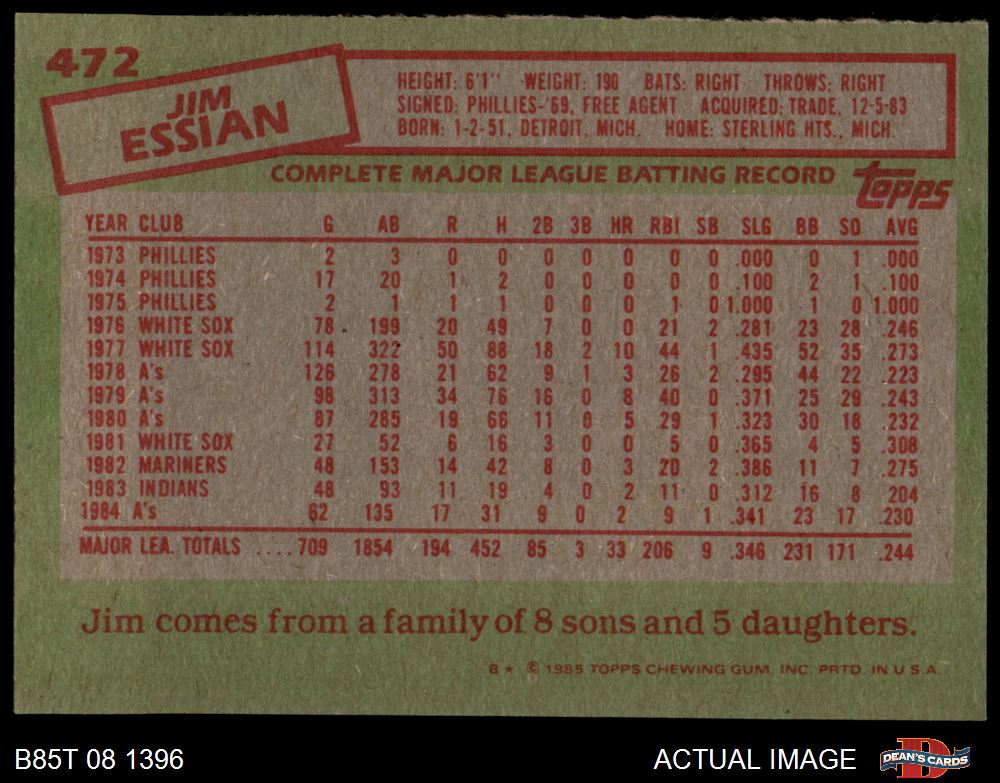 472
JIM
ESSIAN
HEIGHT: 6'1" WEIGHT: 190 BATS: RIGHT THROWS: RIGHT
SIGNED: PHILLIES-'69, FREE AGENT ACQUIRED: TRADE, 12-5-83
BORN: 1-2-51, DETROIT, MICH. HOME: STERLING HTS., MICH.
COMPLETE MAJOR LEAGUE BATTING RECORD
topps
YEAR CLUB G AB R H 2B 3B HR RBI SB SLG BB SO AVG
1973 PHILLIES 2 3 0 0 0 0 0 0 0 .000 0 1 .000
1974 PHILLIES 17 20 1 2 0 0 0 0 0 .100 2 1 .100
1975 PHILLIES 2 1 1 1 0 0 0 1 0 1.000 1 0 1.000
1976 WHITE SOX 78 199 20 49 7 0 0 21 2 .281 23 28 .246
1977 WHITE SOX 114 322 50 88 18 2 10 44 1 .435 52 35 .273
1978 A's 126 278 21 62 9 1 3 26 2 .295 44 22 .223
1979 A's 98 313 34 76 16 0 8 40 0 .371 25 29 .243
1980 A's 87 285 19 66 11 0 5 29 1 .323 30 18 .232
1981 WHITE SOX 27 52 6 16 3 0 0 5 0 .365 4 5 .308
1982 MARINERS 48 153 14 42 8 0 3 20 2 .386 11 7 .275
1983 INDIANS 48 93 11 19 4 0 2 11 0 .312 16 8 .204
1984 A's 62 135 17 31 9 0 2 9 1 .341 23 17 .230
MAJOR LEA. TOTALS ....709 1854 194 452 85 3 33 206 9 .346 231 171 .244
Jim comes from a family of 8 sons and 5 daughters.
B* © 1985 TOPPS CHEWING GUM, INC. PRTD. IN U.S.A.
B85T 08 1396 ACTUAL IMAGE DEAN'S CARDS